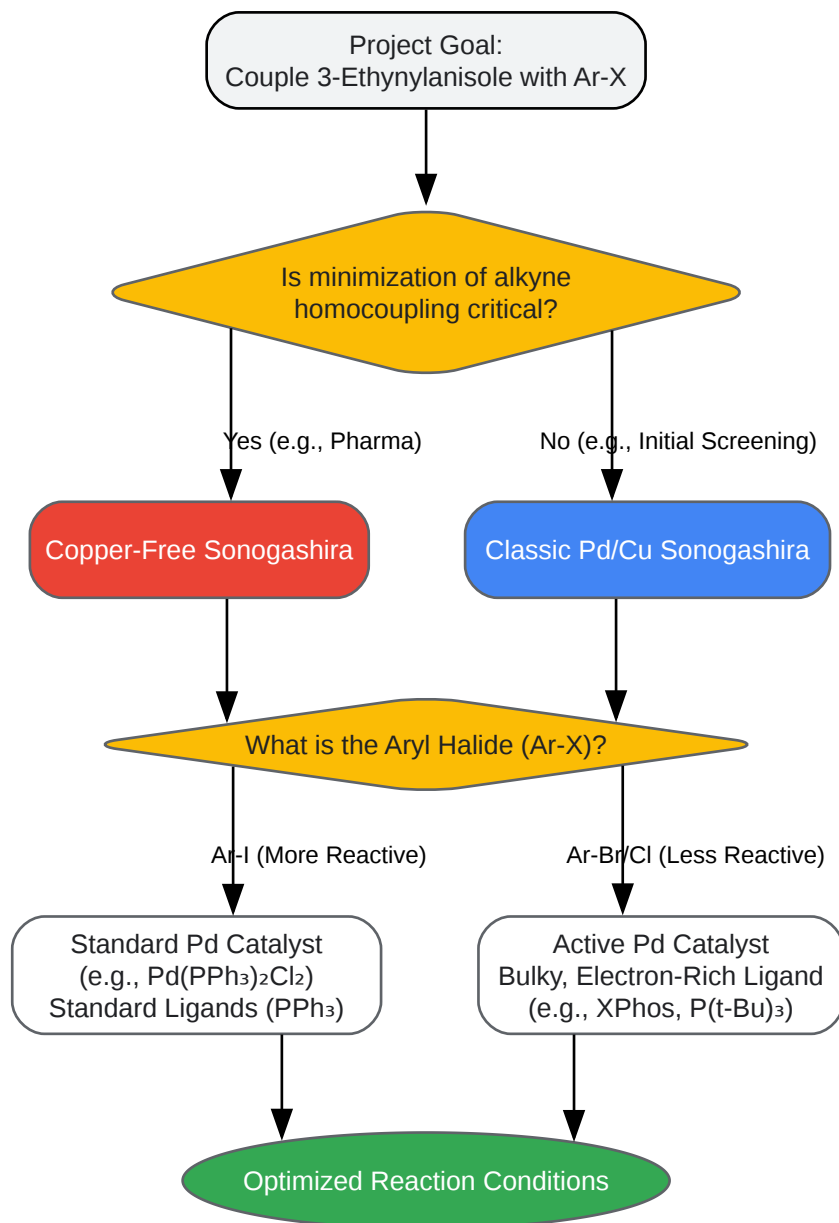 Project Goal:
Couple 3-Ethynylanisole with Ar-X
Is minimization of alkyne
homocoupling critical?
Yes (e.g., Pharma)
No (e.g., Initial Screening)
Copper-Free Sonogashira
Classic Pd/Cu Sonogashira
What is the Aryl Halide (Ar-X)?
Ar-I (More Reactive)
Ar-Br/Cl (Less Reactive)
Standard Pd Catalyst
(e.g., Pd(PPh₃)₂Cl₂)
Standard Ligands (PPh₃)
Active Pd Catalyst
Bulky, Electron-Rich Ligand
(e.g., XPhos, P(t-Bu)₃)
Optimized Reaction Conditions